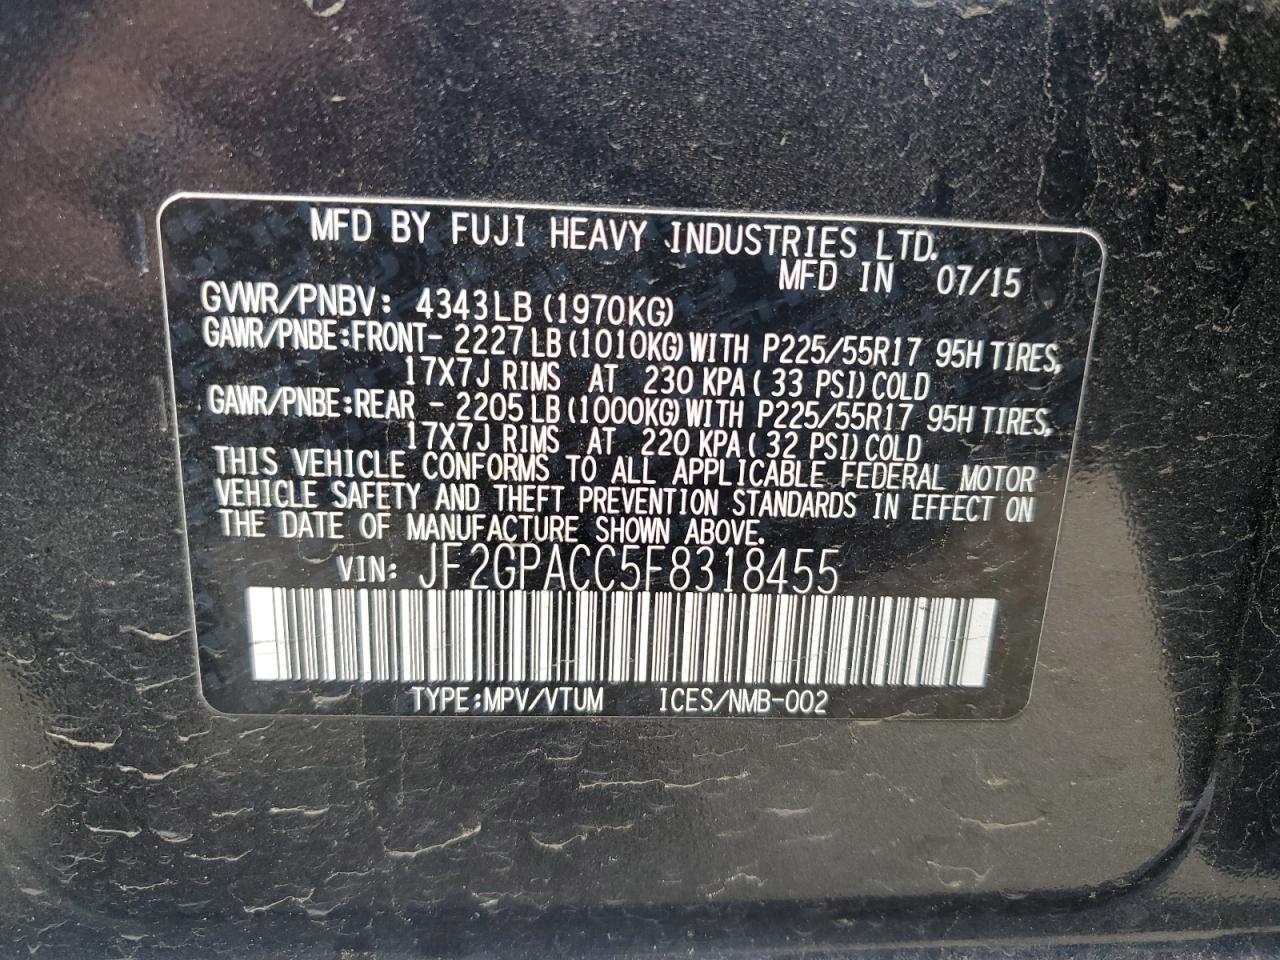 MFD BY FUJI HEAVY INDUSTRIES LTD.
MFD IN 07/15
GVWR/PNBV: 4343LB (1970KG)
GAWR/PNBE:FRONT- 2227 LB (1010KG) WITH P225/55R17 95H TIRES,
17X7J RIMS AT 230 KPA ( 33 PSI) COLD
GAWR/PNBE:REAR - 2205 LB (1000KG) WITH P225/55R17 95H TIRES,
17X7J RIMS AT 220 KPA ( 32 PSI) COLD
THIS VEHICLE CONFORMS TO ALL APPLICABLE FEDERAL MOTOR
VEHICLE SAFETY AND THEFT PREVENTION STANDARDS IN EFFECT ON
THE DATE OF MANUFACTURE SHOWN ABOVE.
VIN: JF2GPACC5F8318455
TYPE:MPV/VTUM ICES/NMB-002